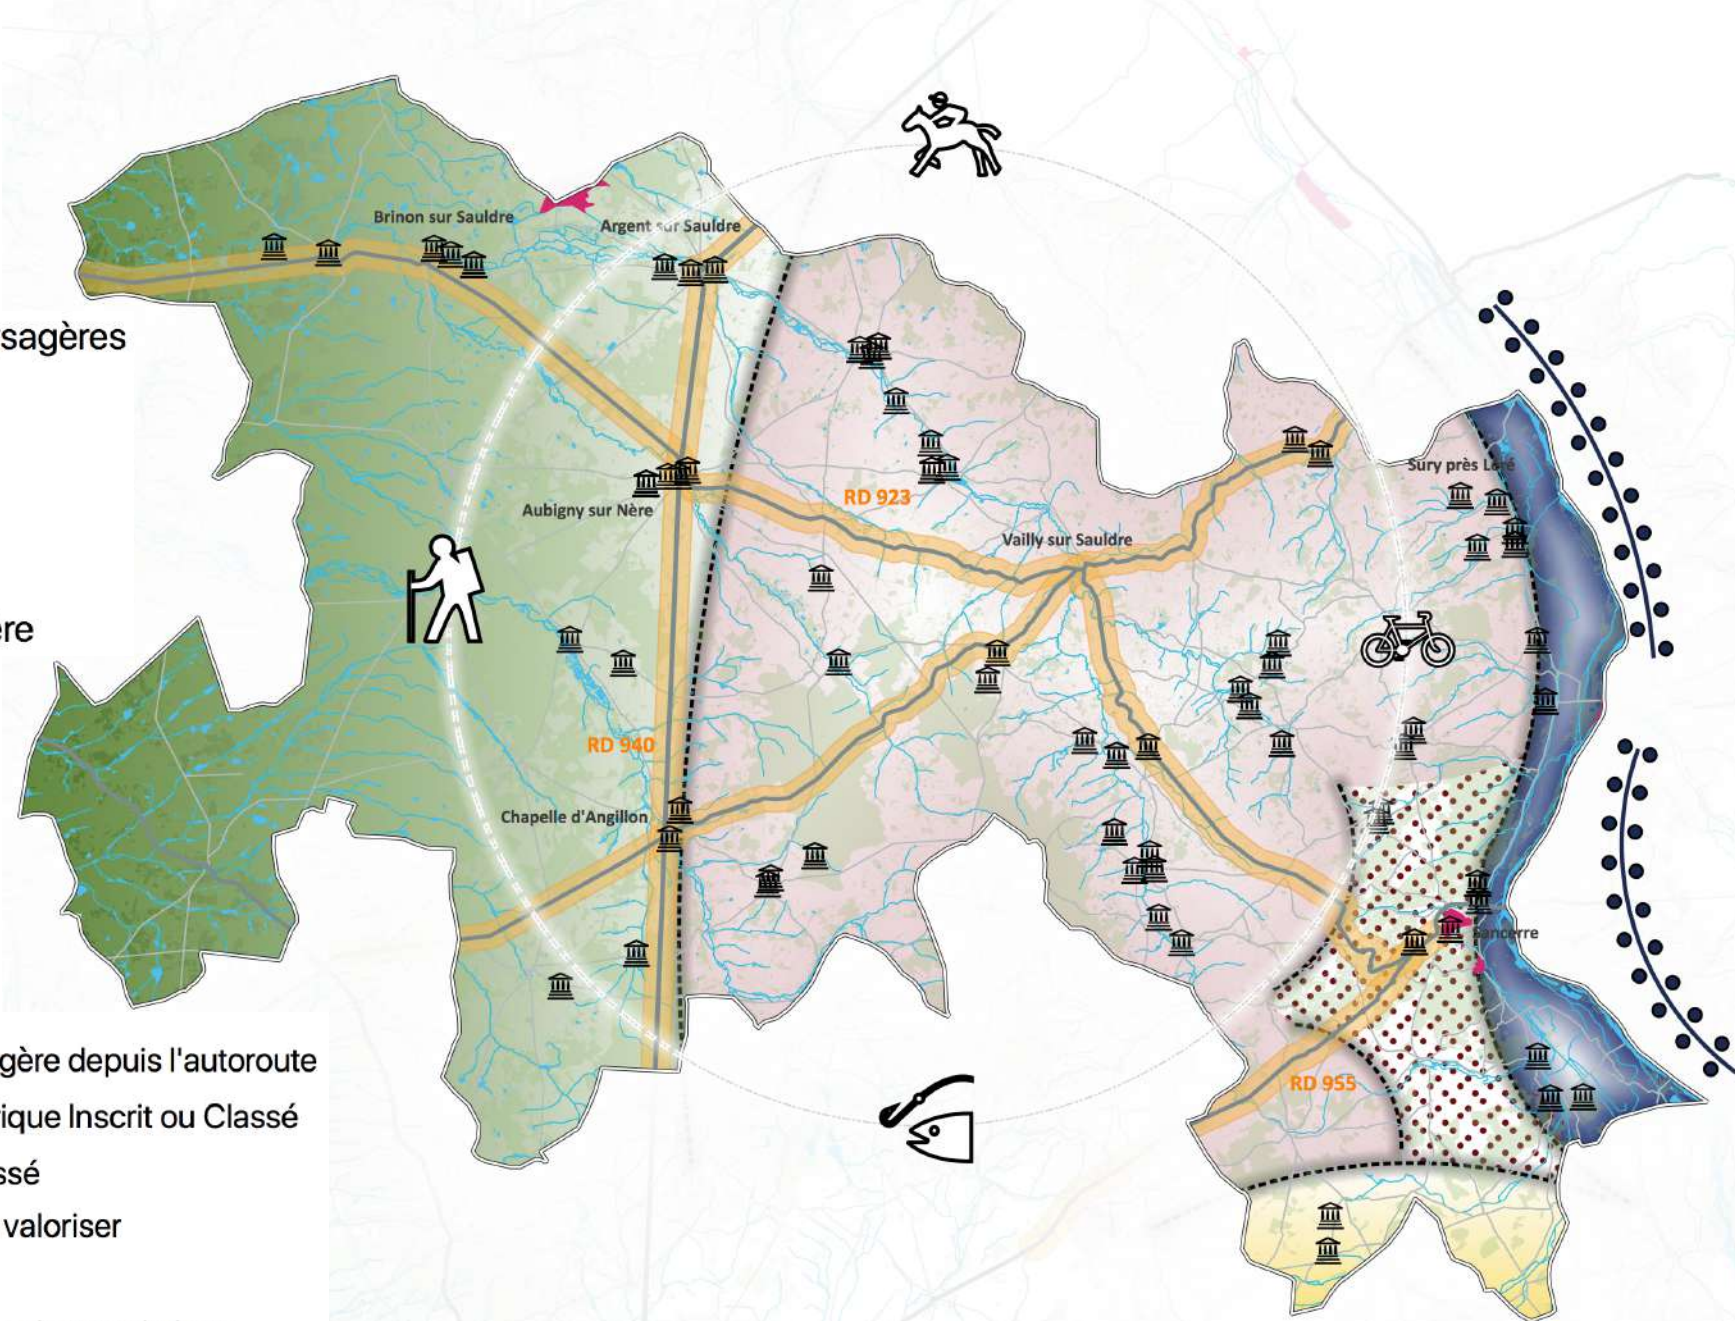 Brinon sur Sauldre
Argent sur Sauldre
sagères
Sury près Léré
RD 923
Aubigny sur Nère
Vailly sur Sauldre
ère
RD 940
Chapelle d'Angillon
Sancerre
gère depuis l'autoroute
RD 955
rique Inscrit ou Classé
ssé
valoriser